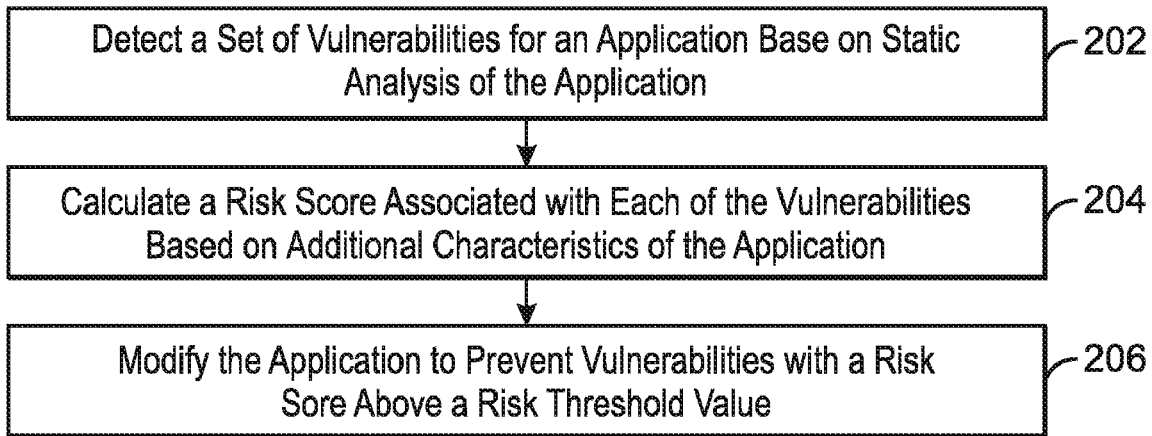 Detect a Set of Vulnerabilities for an Application Base on Static
Analysis of the Application
202
Calculate a Risk Score Associated with Each of the Vulnerabilities
Based on Additional Characteristics of the Application
204
Modify the Application to Prevent Vulnerabilities with a Risk
Sore Above a Risk Threshold Value
206